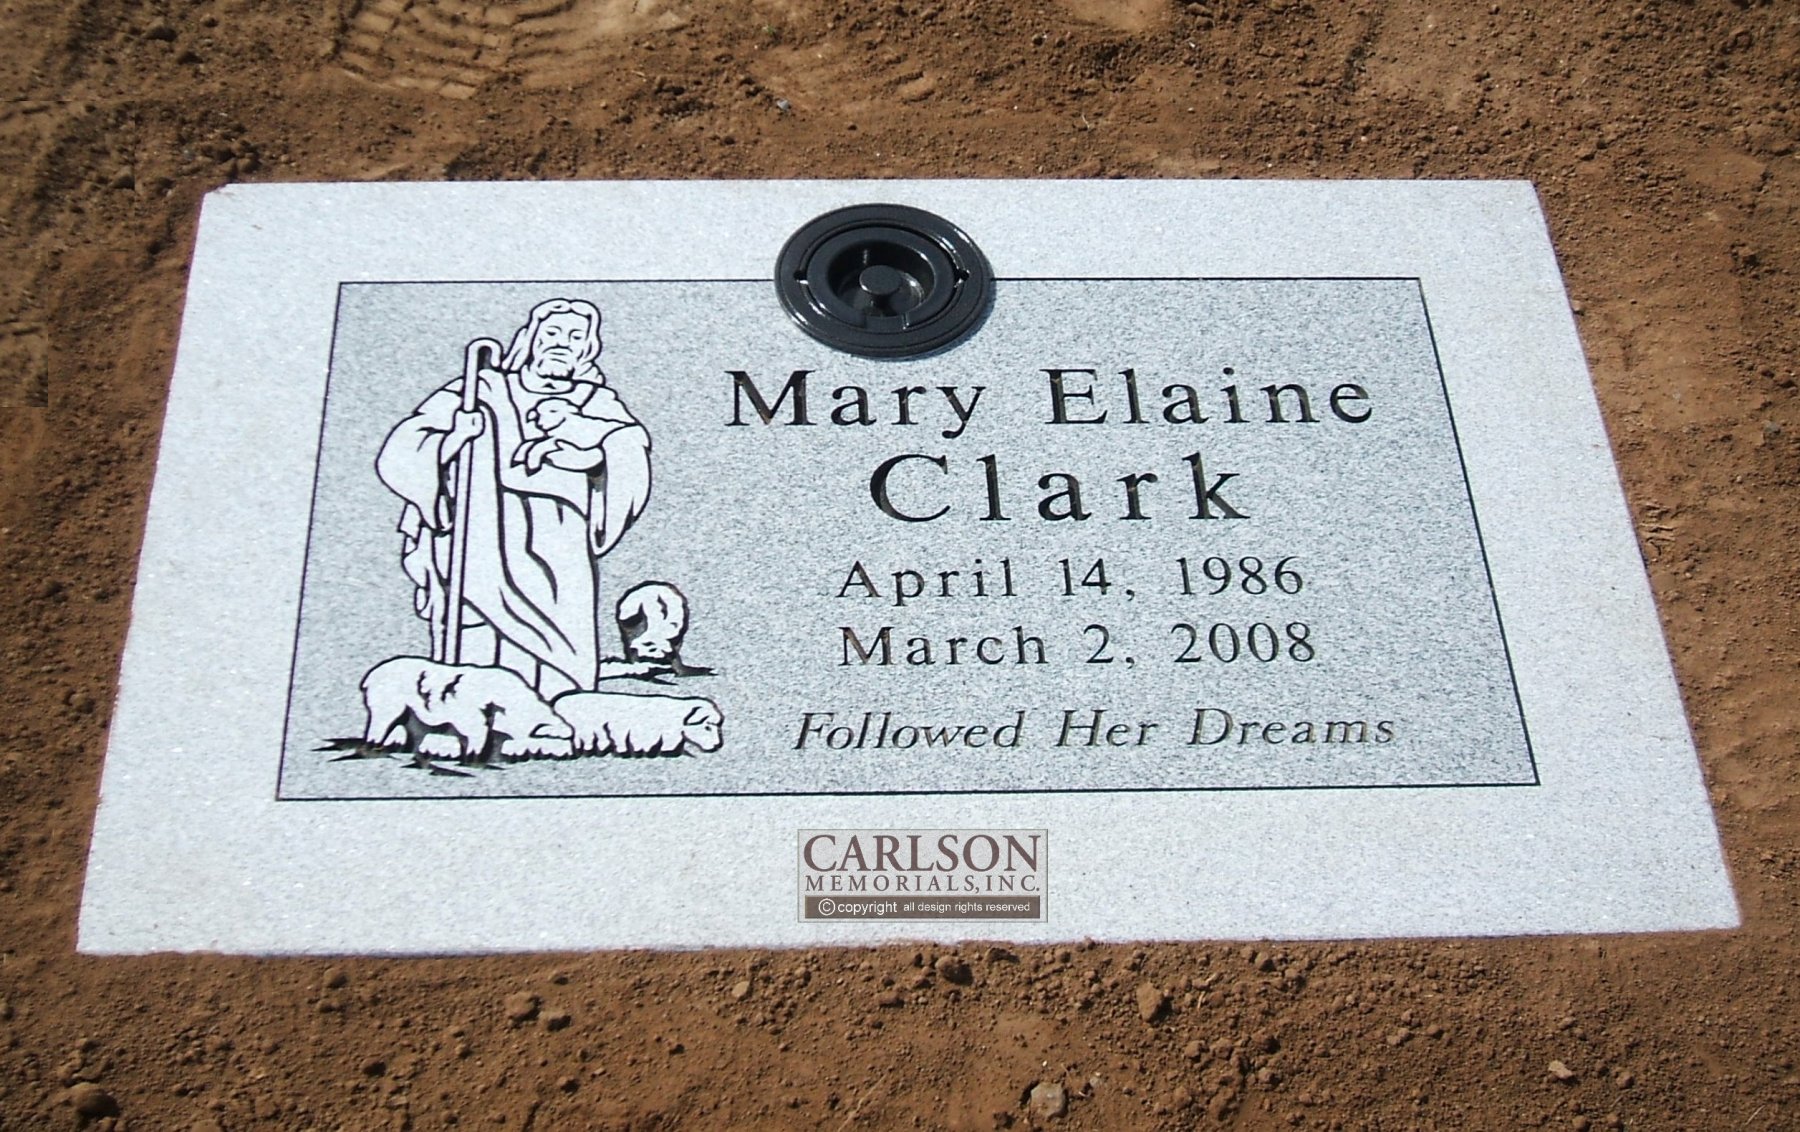 Mary Elaine
Clark
April 14, 1986
March 2, 2008
Followed Her Dreams
CARLSON
MEMORIALS, INC.
© copyright all design rights reserved